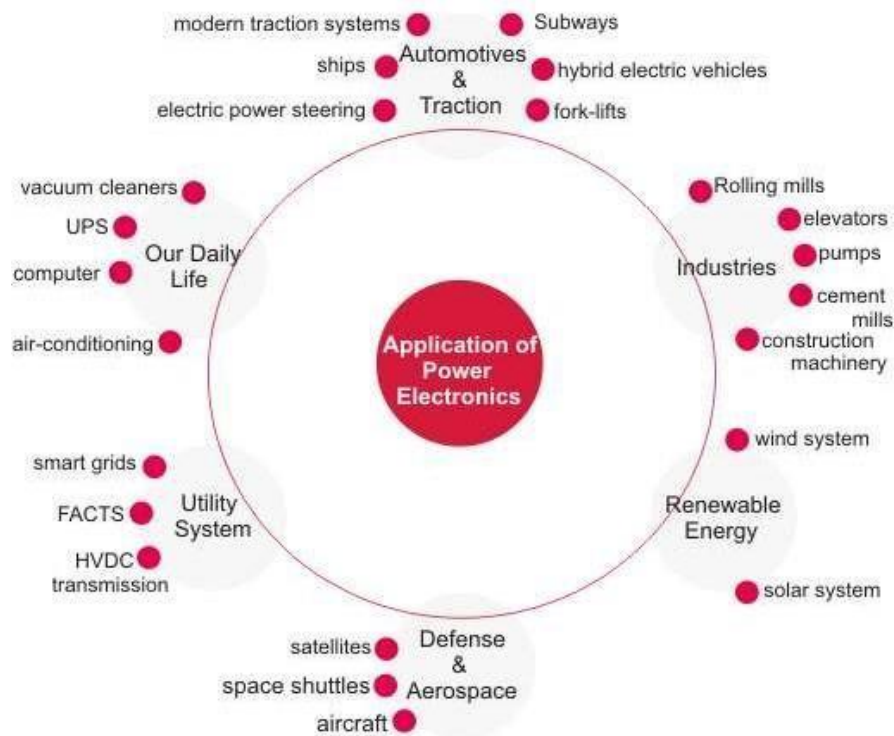 modern traction systems
Subways
Automotives
&
Traction
ships
hybrid electric vehicles
electric power steering
fork-lifts
vacuum cleaners
UPS
computer
air-conditioning
Our Daily
Life
Rolling mills
elevators
pumps
cement
mills
construction
machinery
Industries
Application of
Power
Electronics
smart grids
FACTS
HVDC
transmission
Utility
System
wind system
Renewable
Energy
solar system
satellites
space shuttles
aircraft
Defense
&
Aerospace